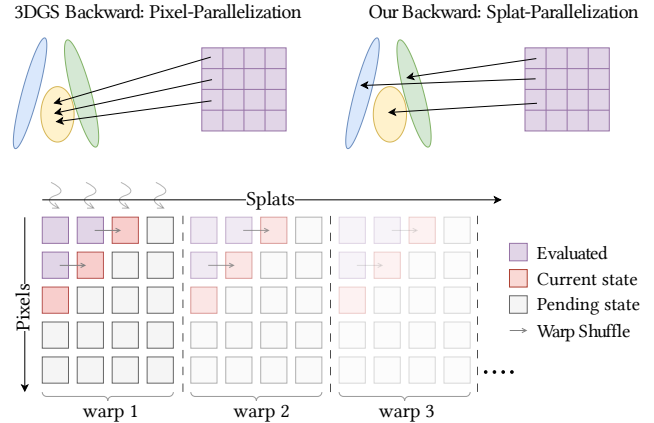 3DGS Backward: Pixel-Parallelization
Our Backward: Splat-Parallelization
Splats
Pixels
Evaluated
Current state
Pending state
Warp Shuffle
warp 1
warp 2
warp 3
....